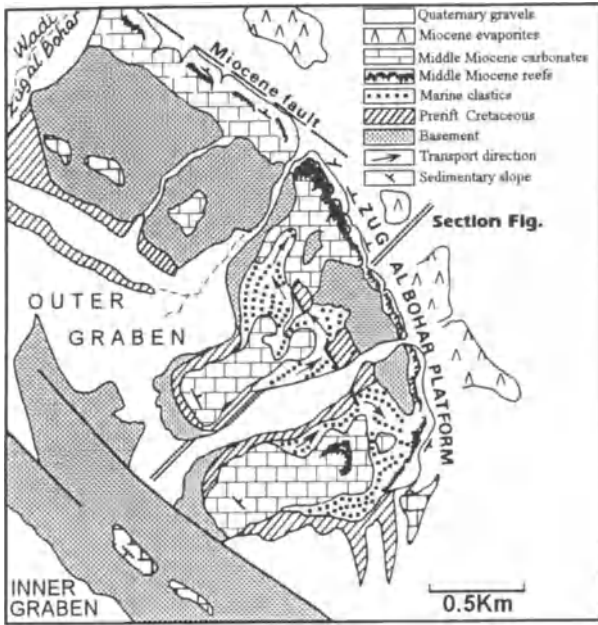 Quaternary gravels
Miocene evaporites
Middle Miocene carbonates
Middle Miocene reefs
Marine clastics
Prerift Cretaceous
Basement
Transport direction
Sedimentary slope
Wadi
Zug al Bohar
Miocene fault
Section Fig.
ZUG AL BOHAR PLATFORM
OUTER
GRABEN
INNER
GRABEN
0.5Km